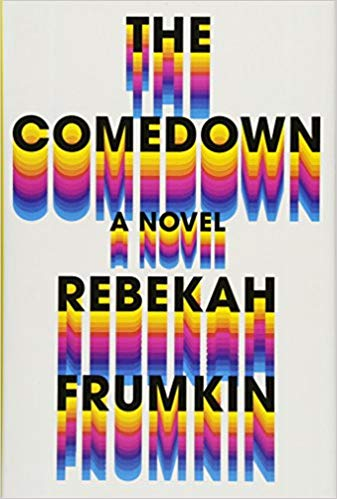 THE
COMEDOWN
A NOVEL
REBEKAH
FRUMKIN